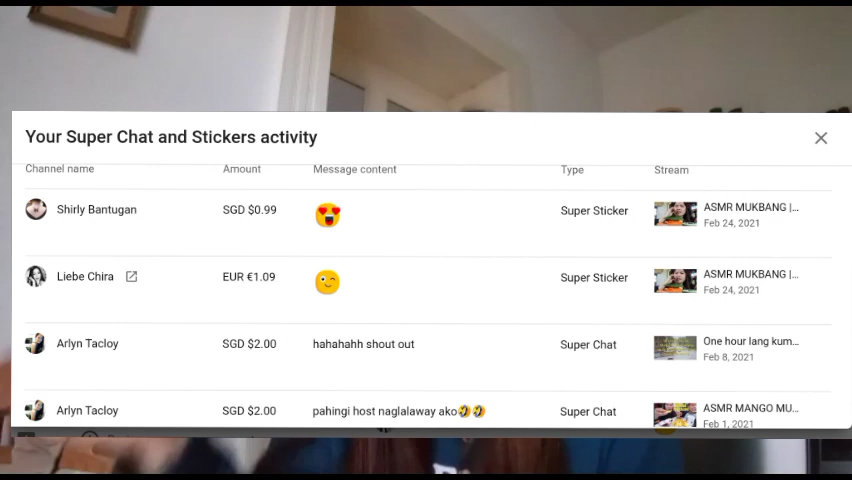 Your Super Chat and Stickers activity
Channel name Amount Message content Type Stream
Shirly Bantugan SGD $0.99 Super Sticker ASMR MUKBANG |...
Feb 24, 2021
Liebe Chira EUR €1.09 Super Sticker ASMR MUKBANG |...
Feb 24, 2021
Arlyn Tacloy SGD $2.00 hahahahh shout out Super Chat One hour lang kum...
Feb 8, 2021
Arlyn Tacloy SGD $2.00 pahingi host naglalaway ako🤣🤣 Super Chat ASMR MANGO MU...
Feb 1, 2021